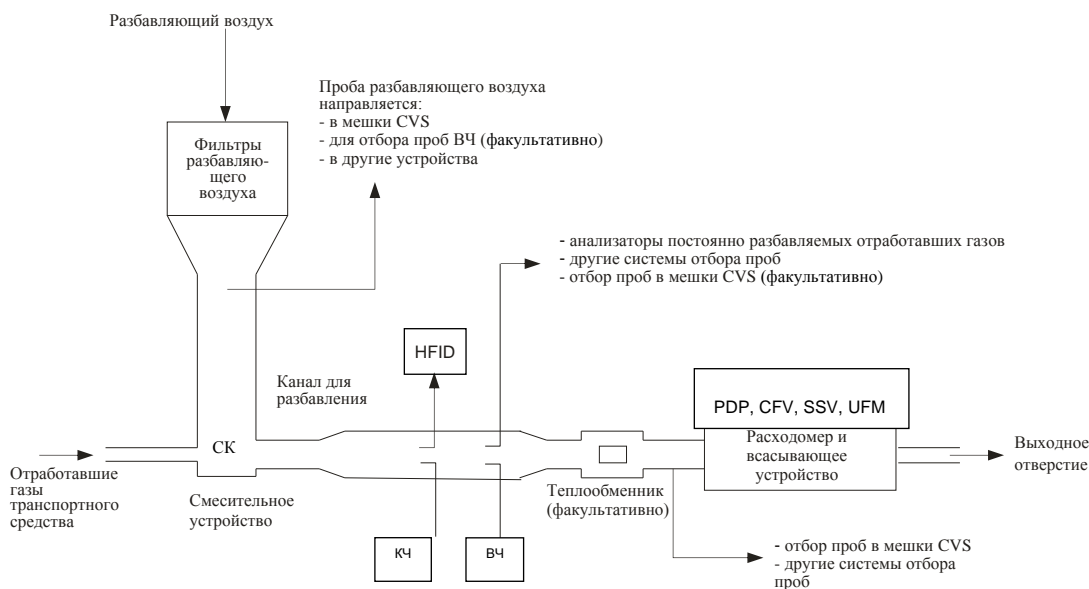 Разбавляющий воздух
Проба разбавляющего воздуха
направляется:
- в мешки CVS
- для отбора проб ВЧ (факультативно)
- в другие устройства
Фильтры
разбавляю-
щего
воздуха
- анализаторы постоянно разбавляемых отработавших газов
- другие системы отбора проб
- отбор проб в мешки CVS (факультативно)
HFID
Канал для
разбавления
PDP, CFV, SSV, UFM
СК
Расходомер и
всасывающее
устройство
Выходное
отверстие
Отработавшие
газы
транспортного
средства
Смесительное
устройство
Теплообменник
(факультативно)
КЧ
ВЧ
- отбор проб в мешки CVS
- другие системы отбора
проб